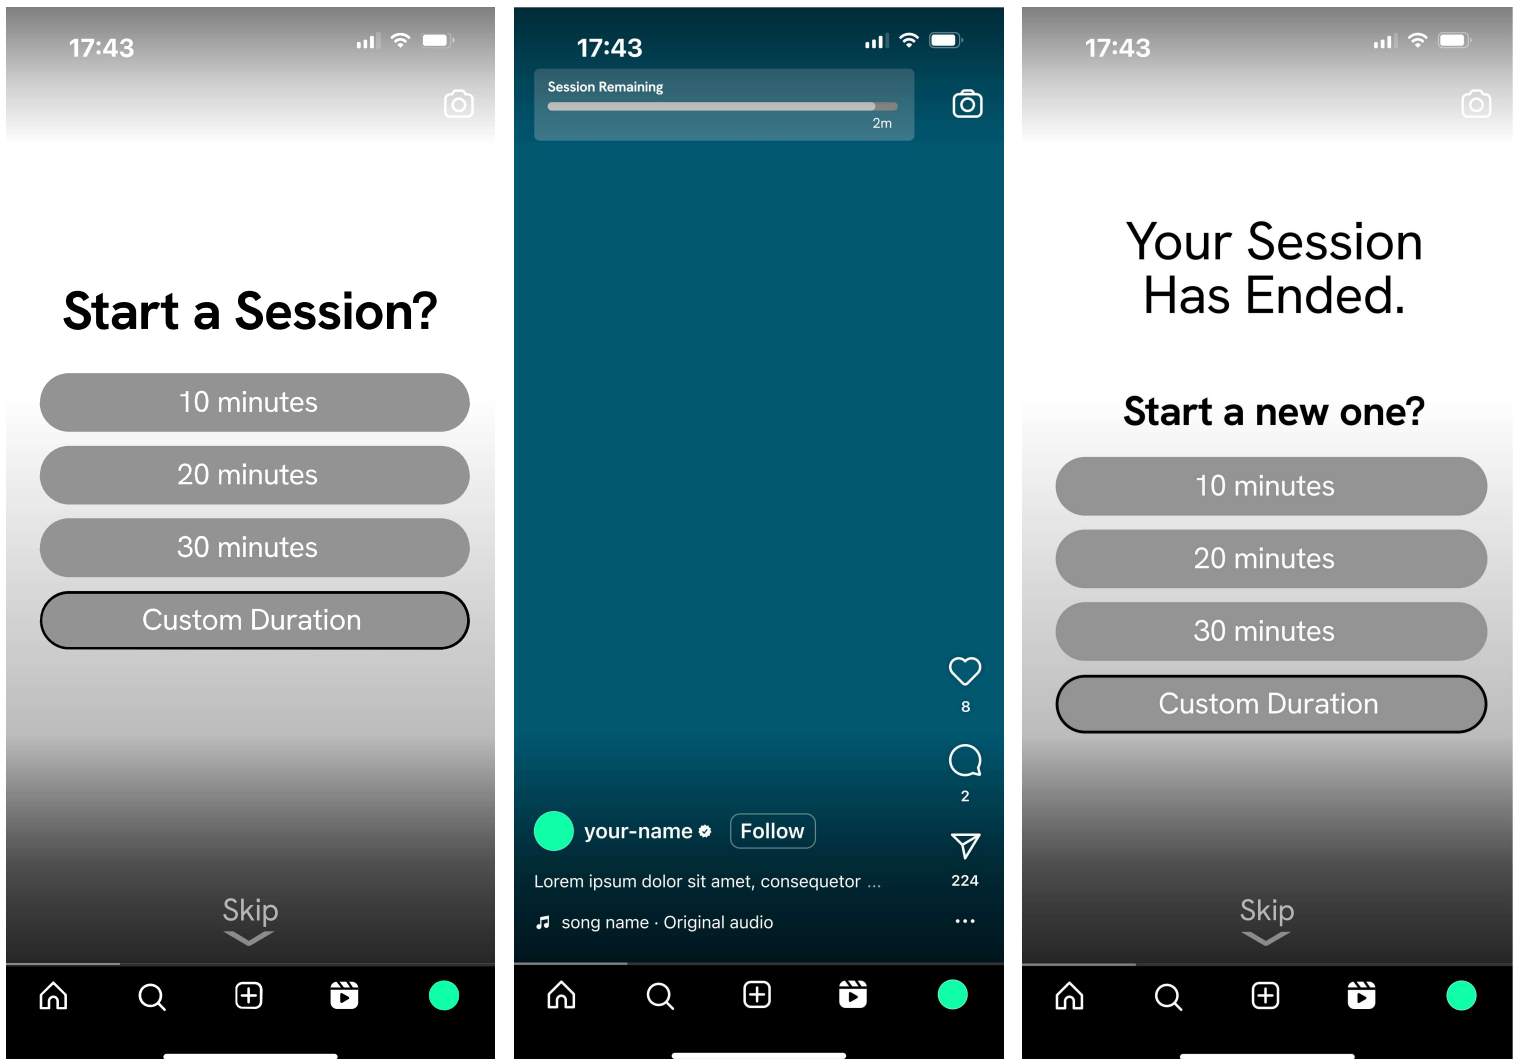 17:43
Start a Session?
10 minutes
20 minutes
30 minutes
Custom Duration
Skip
17:43
Session Remaining
2m
8
2
your-name
Follow
224
Lorem ipsum dolor sit amet, consequetor ...
song name · Original audio
17:43
Your Session
Has Ended.
Start a new one?
10 minutes
20 minutes
30 minutes
Custom Duration
Skip